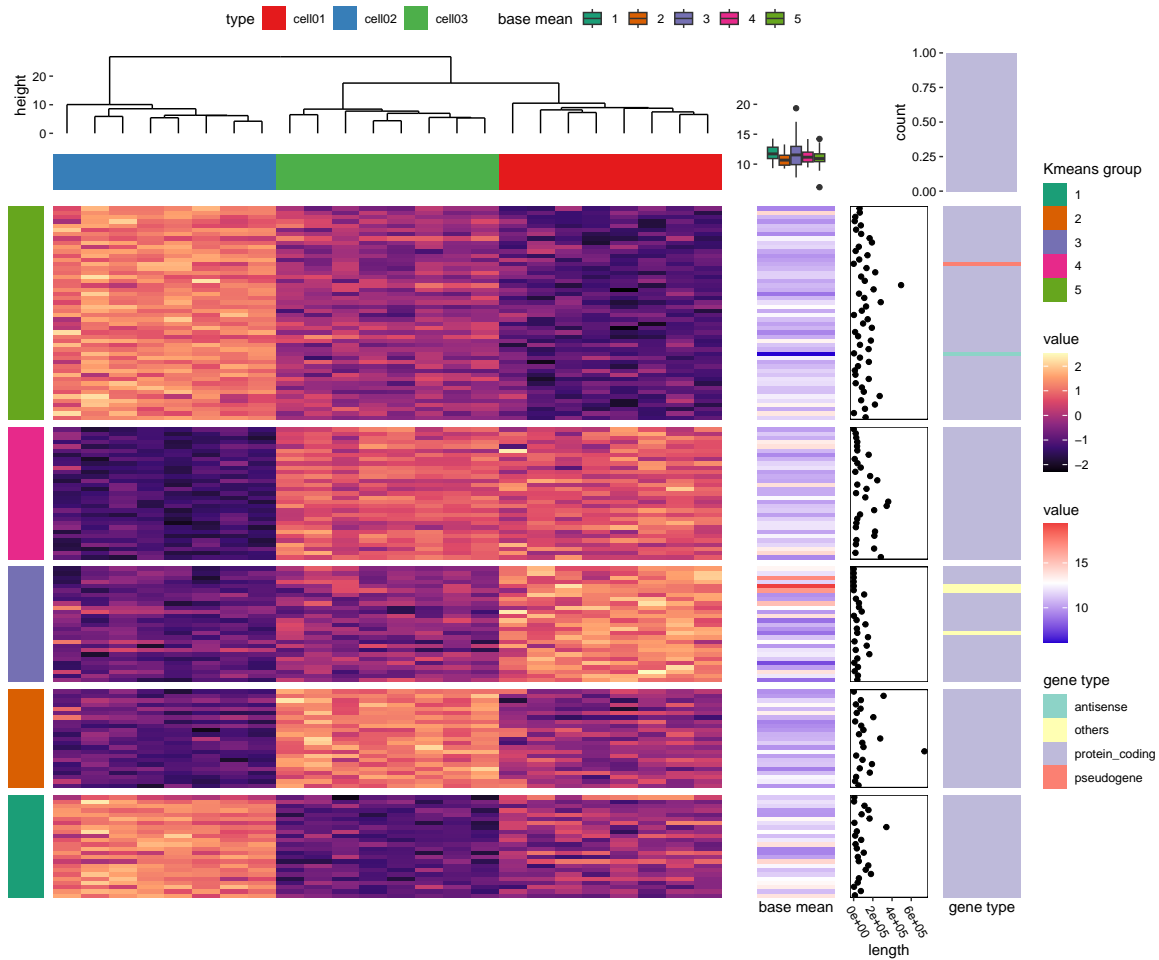 type cell01 cell02 cell03 base mean 1 2 3 4 5
height
20
10
0
20
15
10
count
1.00
0.75
0.50
0.25
0.00
Kmeans group
1
2
3
4
5
value
2
1
0
−1
−2
value
15
10
gene type
antisense
others
protein_coding
pseudogene
base mean
0e+00
2e+05
4e+05
6e+05
length
gene type